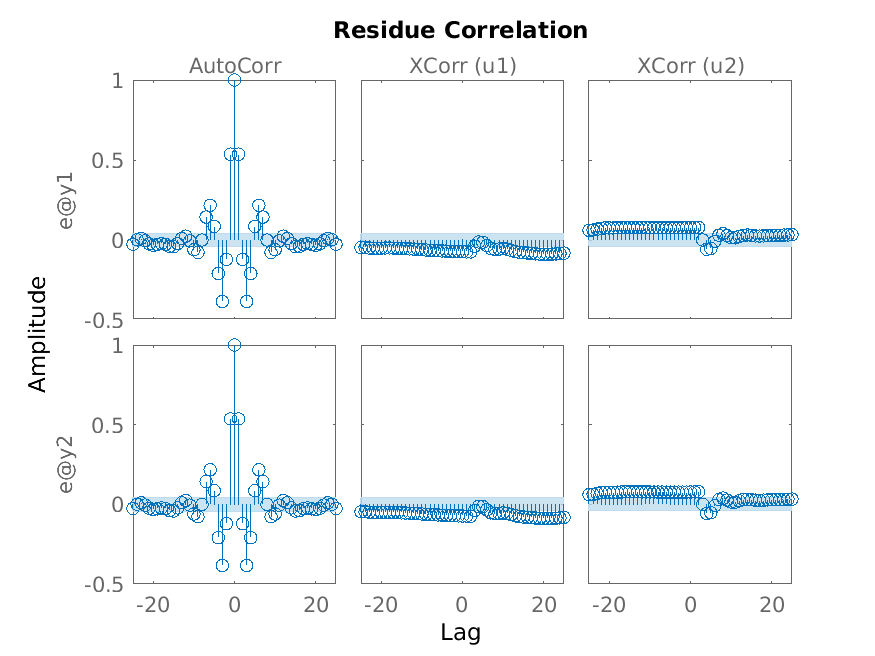 Residue Correlation
AutoCorr
XCorr (u1)
XCorr (u2)
1
0.5
0
-0.5
e@y1
1
0.5
0
-0.5
e@y2
Amplitude
-20 0 20
-20 0 20
-20 0 20
Lag